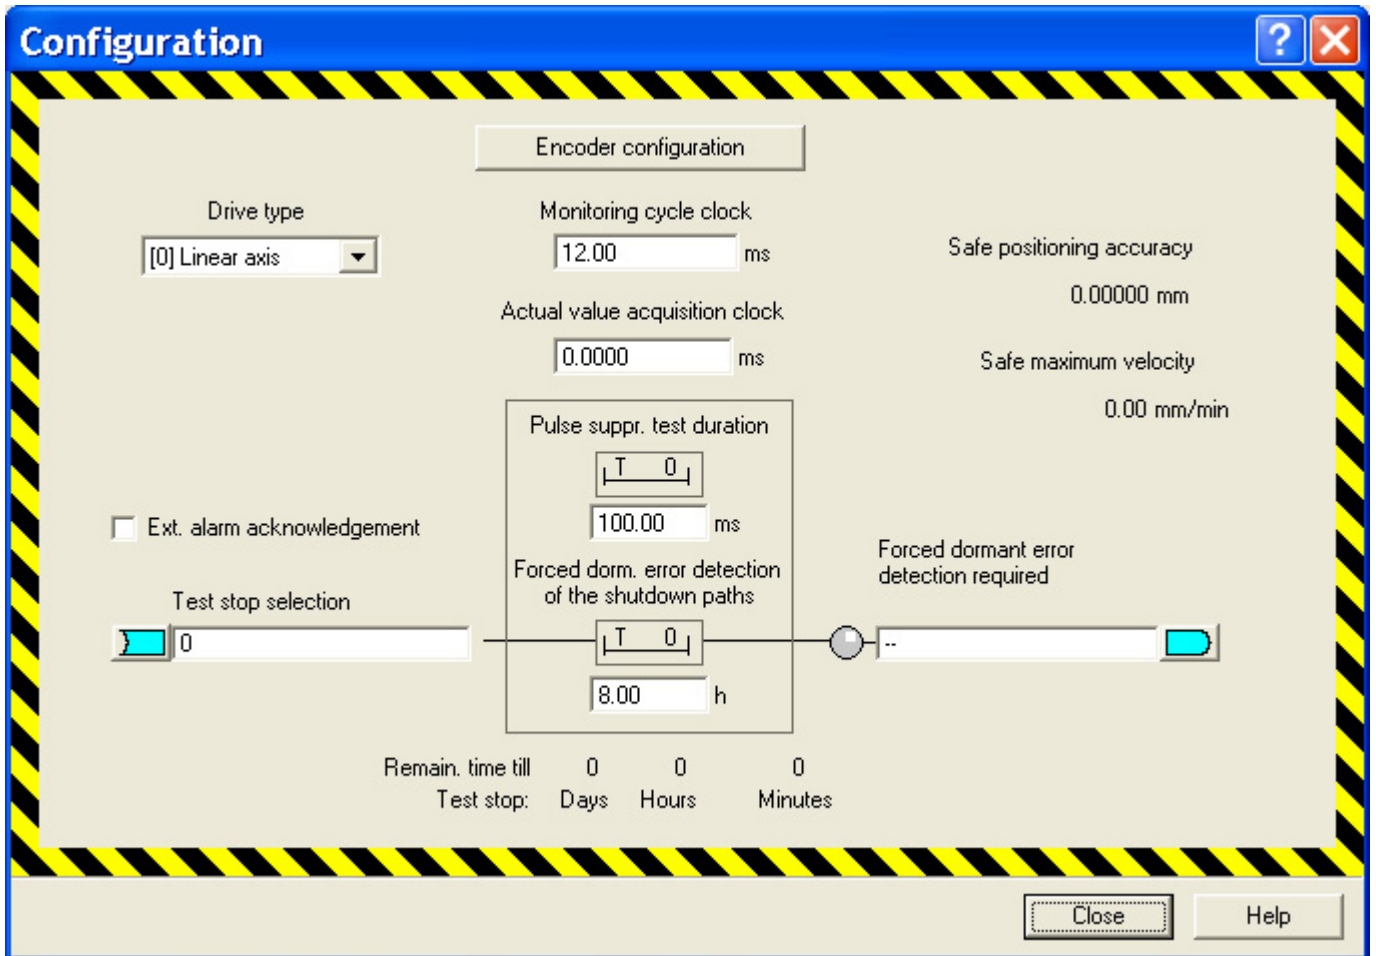 Configuration
Encoder configuration
Drive type
Monitoring cycle clock
[0] Linear axis
12.00 ms
Safe positioning accuracy
0.00000 mm
Actual value acquisition clock
0.0000 ms
Safe maximum velocity
0.00 mm/min
Pulse suppr. test duration
T 0
100.00 ms
Ext. alarm acknowledgement
Forced dorm. error detection
of the shutdown paths
Forced dormant error
detection required
Test stop selection
0
T 0
--
8.00 h
Remain. time till 0 0 0
Test stop: Days Hours Minutes
Close Help